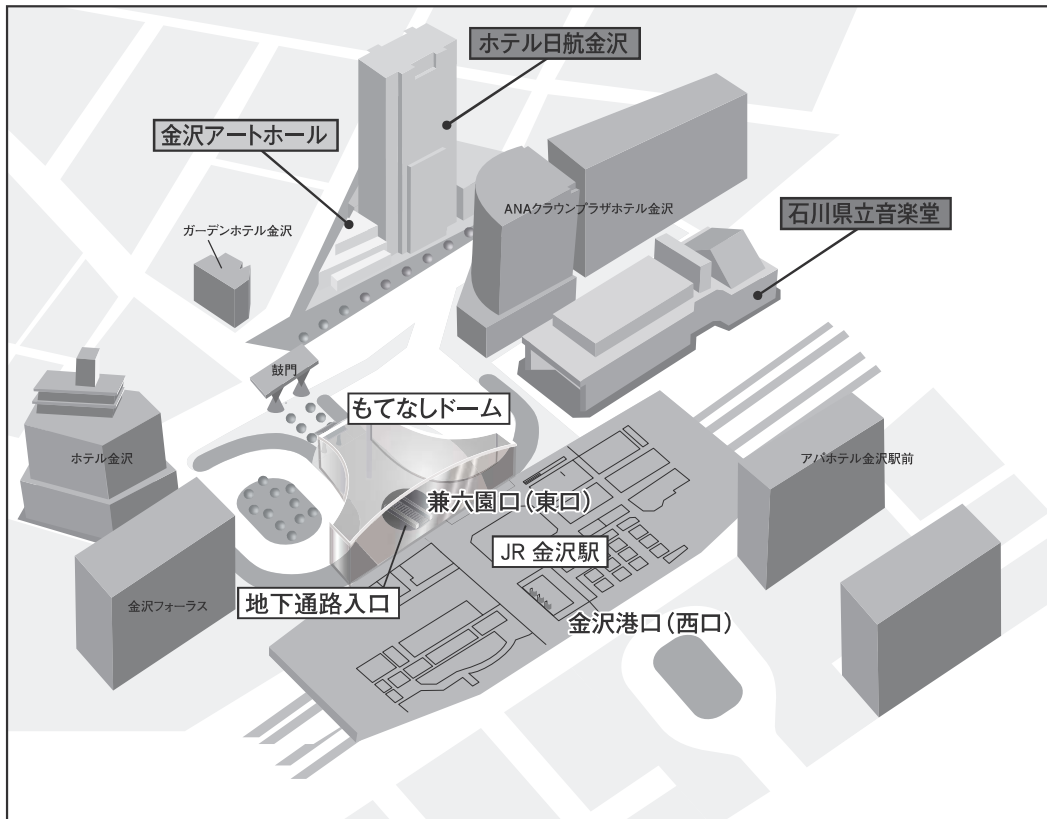 ホテル日航金沢
金沢アートホール
ANAクラウンプラザホテル金沢
石川県立音楽堂
ガーデンホテル金沢
鼓門
もてなしドーム
ホテル金沢
アパホテル金沢駅前
兼六園口（東口）
JR 金沢駅
地下通路入口
金沢フォーラス
金沢港口（西口）